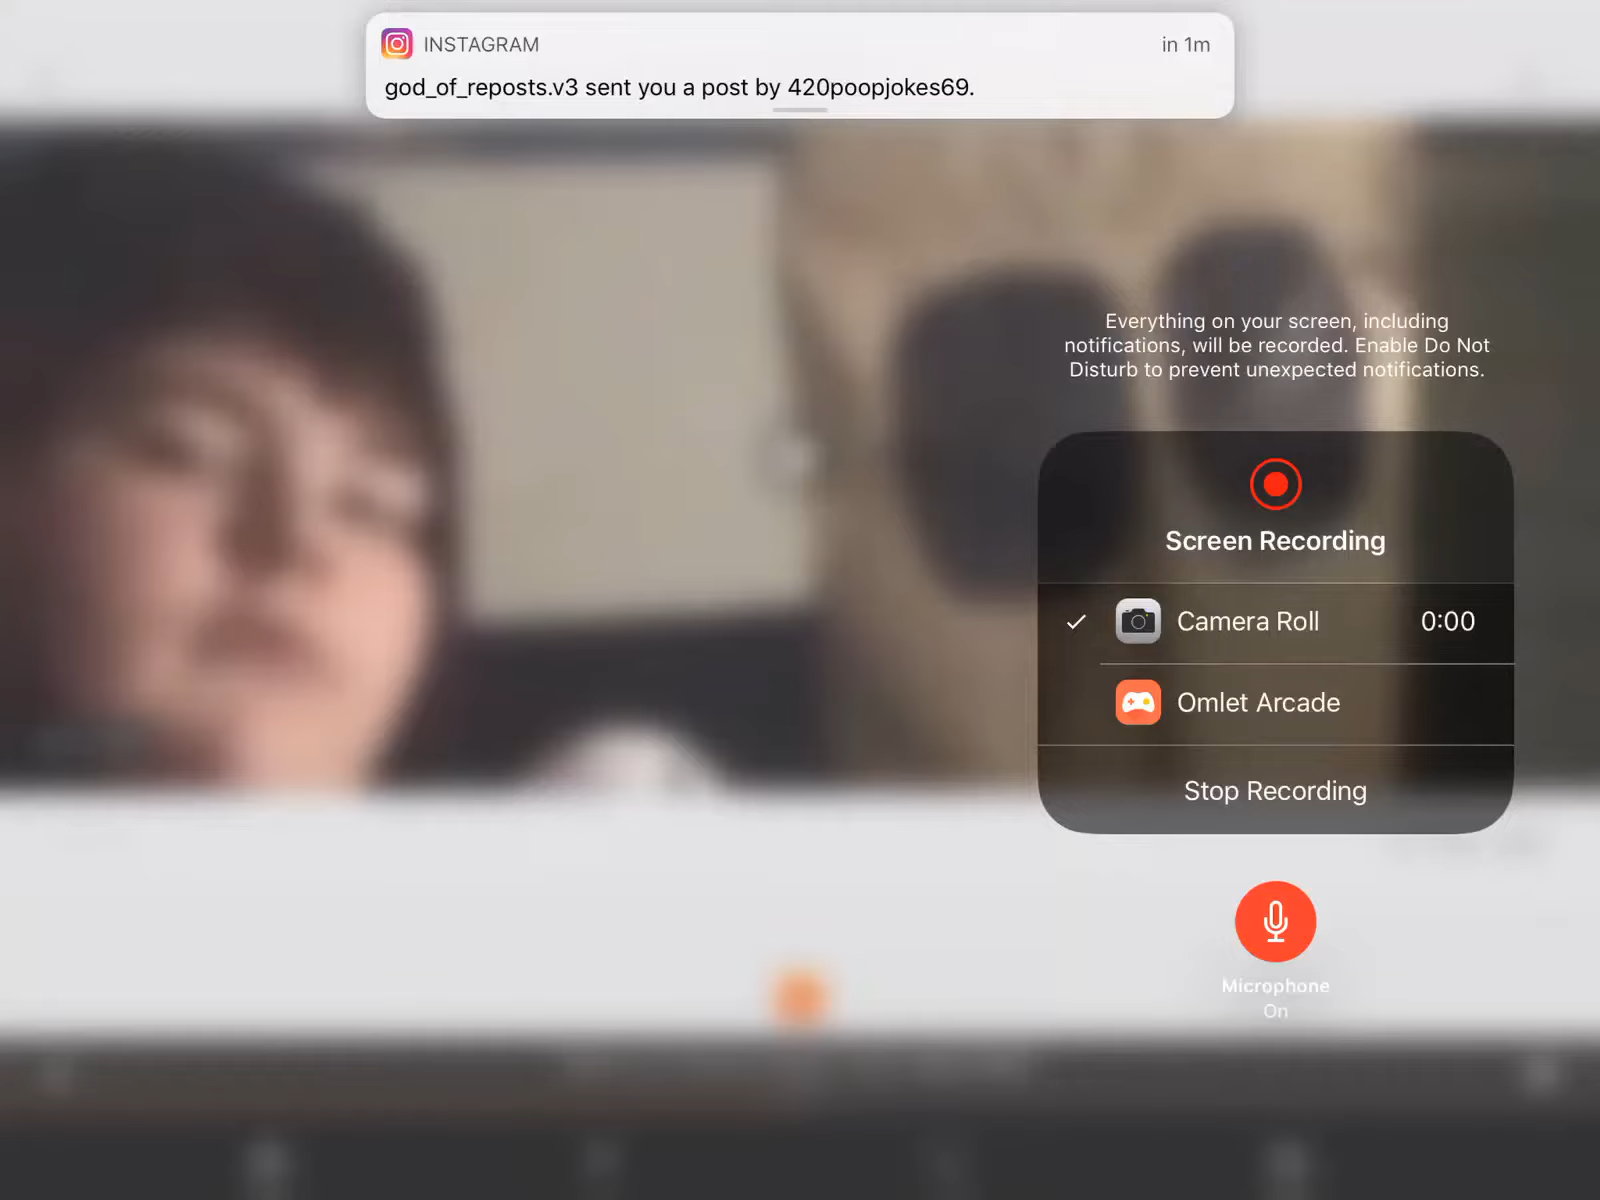 INSTAGRAM
in 1m
god_of_reposts.v3 sent you a post by 420poopjokes69.
Everything on your screen, including
notifications, will be recorded. Enable Do Not
Disturb to prevent unexpected notifications.
Screen Recording
Camera Roll
0:00
Omlet Arcade
Stop Recording
Microphone
On